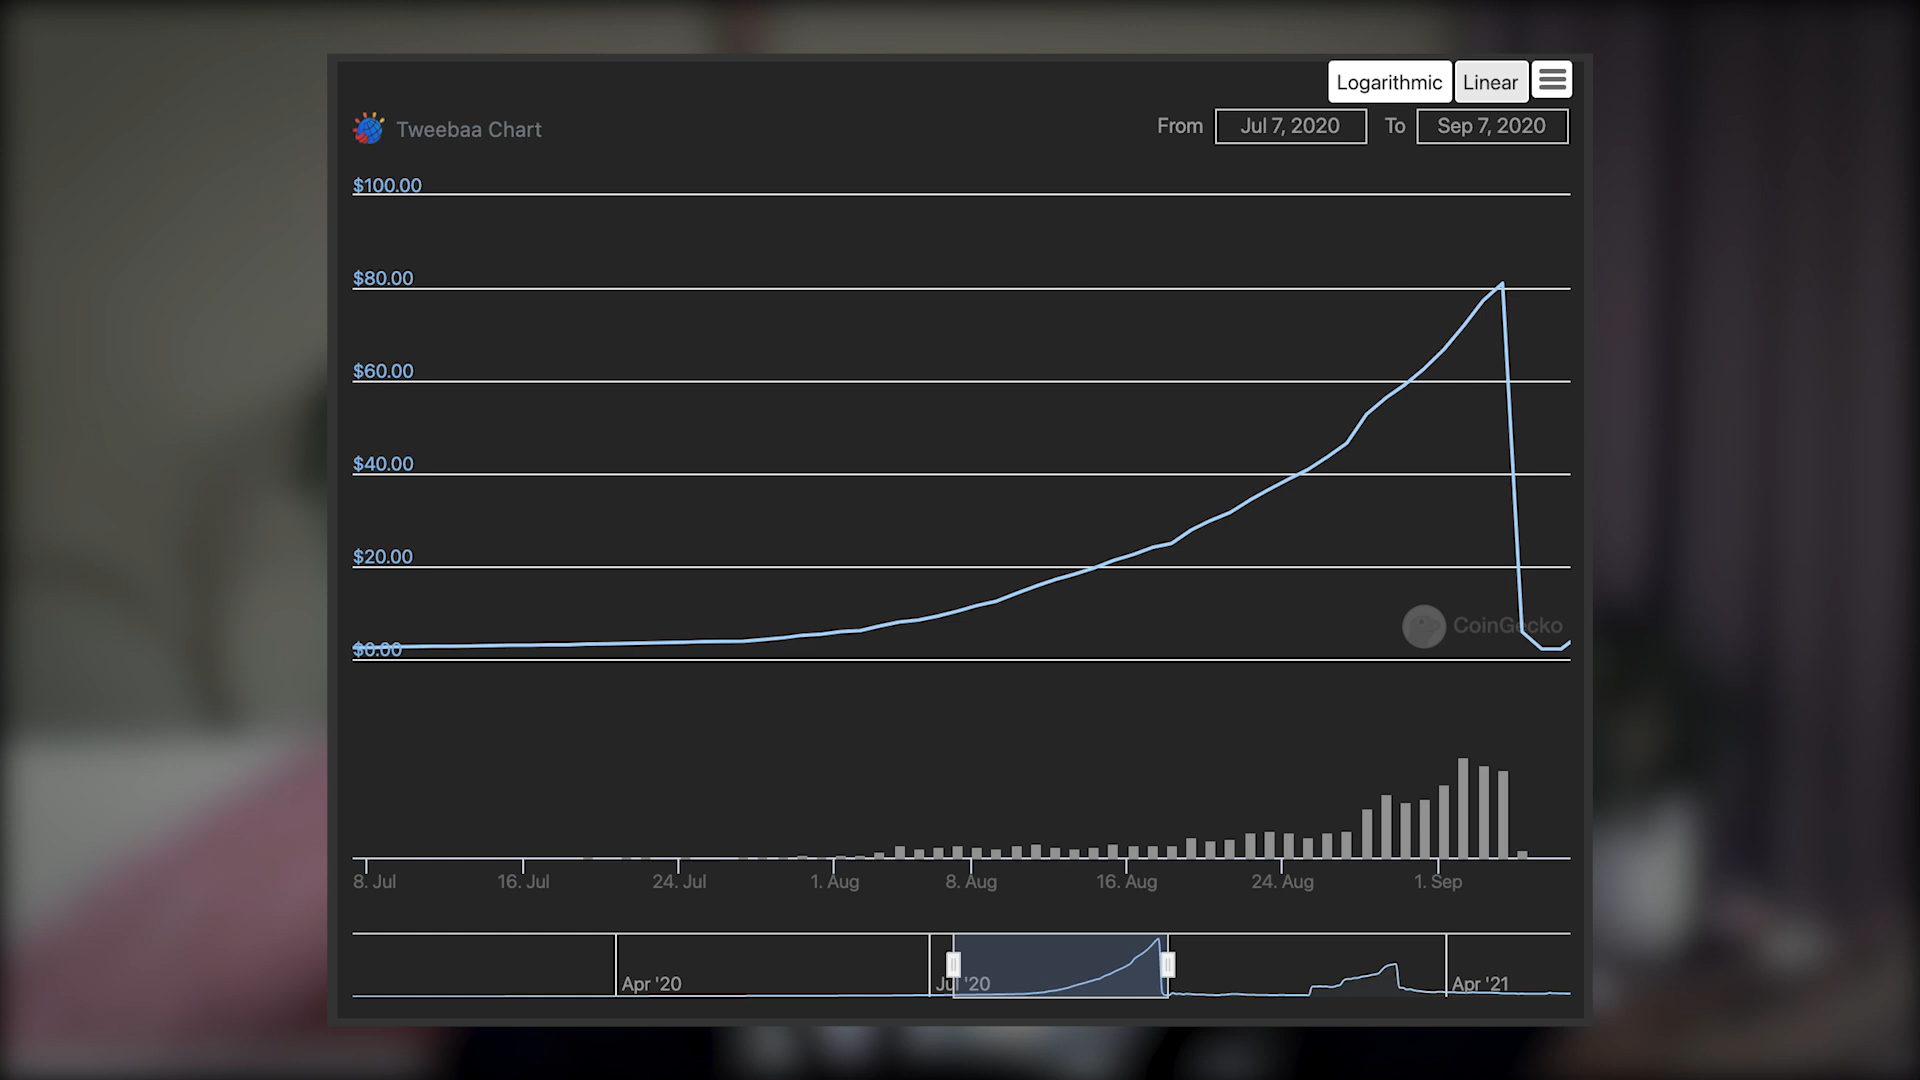 Logarithmic Linear
Tweebaa Chart
From Jul 7, 2020 To Sep 7, 2020
$100.00
$80.00
$60.00
$40.00
$20.00
$0.00
CoinGecko
8. Jul 16. Jul 24. Jul 1. Aug 8. Aug 16. Aug 24. Aug 1. Sep
Apr '20 Jul '20 Apr '21